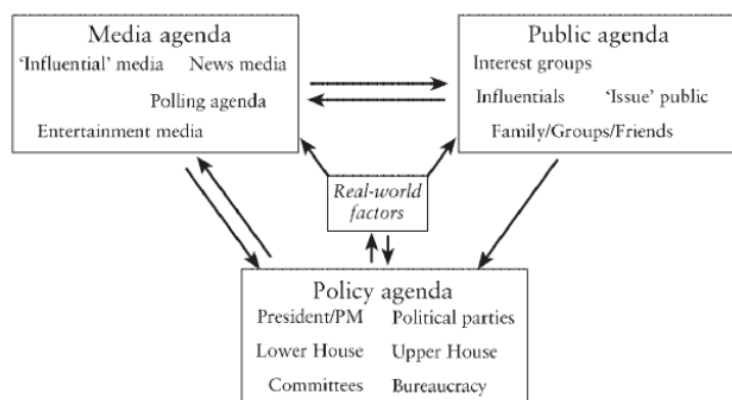 Media agenda
'Influential' media News media
Polling agenda
Entertainment media
Public agenda
Interest groups
Influentials 'Issue' public
Family/Groups/Friends
Real-world
factors
Policy agenda
President/PM Political parties
Lower House Upper House
Committees Bureaucracy